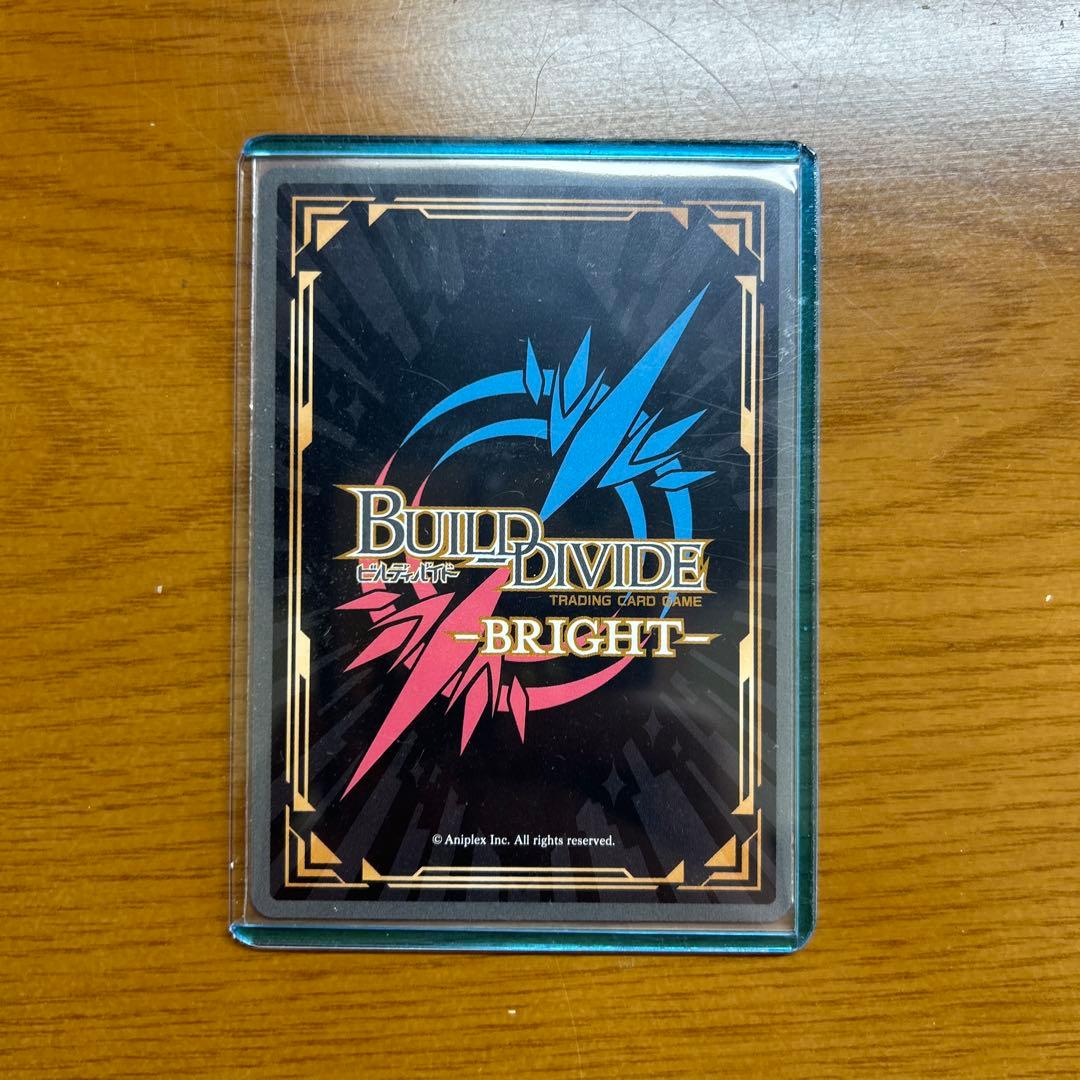 BUILD DIVIDE
ビルディバイド
TRADING CARD GAME
-BRIGHT-
© Aniplex Inc. All rights reserved.